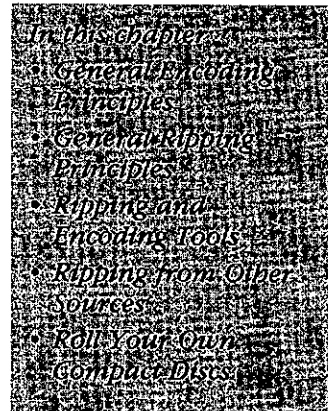 In this chapter:
• General Encoding
Principles
• General Ripping
Principles
• Ripping and
Encoding Tools
• Ripping from Other
Sources
• Roll Your Own
Compact Discs